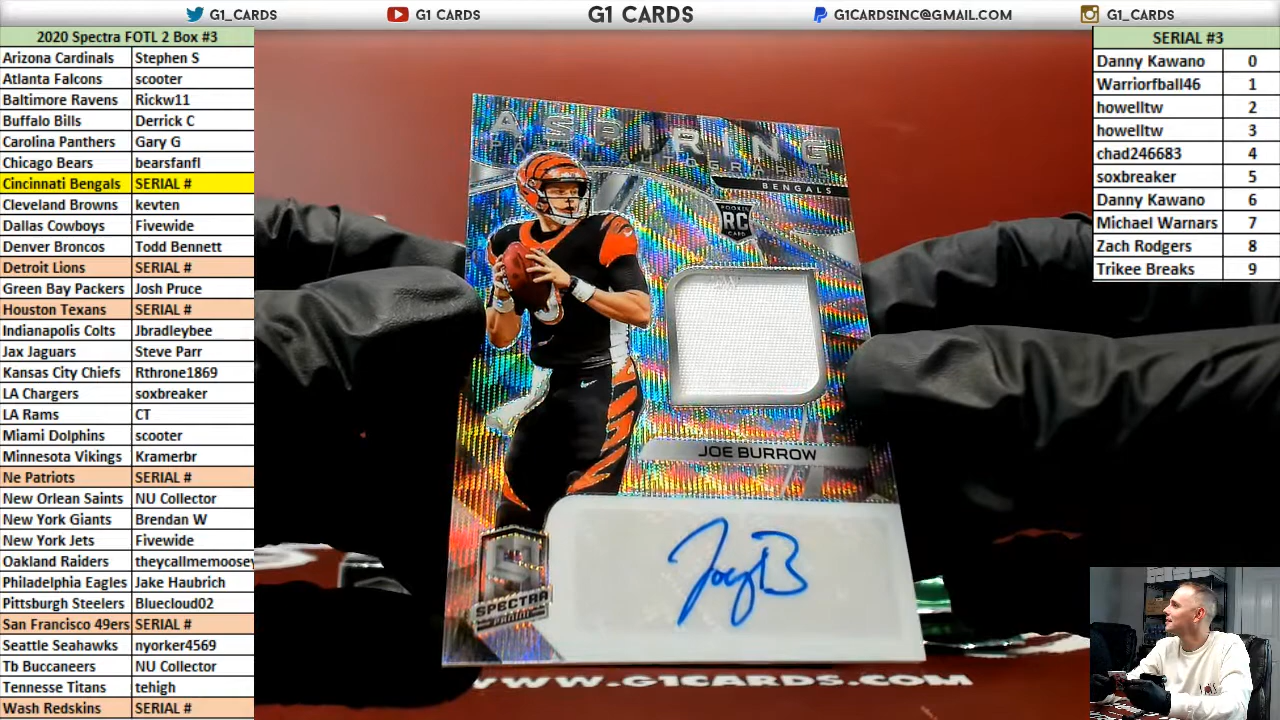 G1_CARDS
G1 CARDS
G1 CARDS
G1CARDSINC@GMAIL.COM
G1_CARDS
2020 Spectra FOTL 2 Box #3
Arizona Cardinals Stephen S
Atlanta Falcons scooter
Baltimore Ravens Rickw11
Buffalo Bills Derrick C
Carolina Panthers Gary G
Chicago Bears bearsfanfl
Cincinnati Bengals SERIAL #
Cleveland Browns kevten
Dallas Cowboys Fivewide
Denver Broncos Todd Bennett
Detroit Lions SERIAL #
Green Bay Packers Josh Pruce
Houston Texans SERIAL #
Indianapolis Colts Jbradleybee
Jax Jaguars Steve Parr
Kansas City Chiefs Rthrone1869
LA Chargers soxbreaker
LA Rams CT
Miami Dolphins scooter
Minnesota Vikings Kramerbr
Ne Patriots SERIAL #
New Orlean Saints NU Collector
New York Giants Brendan W
New York Jets Fivewide
Oakland Raiders theycallmemoosey
Philadelphia Eagles Jake Haubrich
Pittsburgh Steelers Bluecloud02
San Francisco 49ers SERIAL #
Seattle Seahawks nyorker4569
Tb Buccaneers NU Collector
Tennesse Titans tehigh
Wash Redskins SERIAL #
ASPIRING
BENGALS
ROOKIE
RC
CARD
JOE BURROW
Joey B
SPECTRA
WWW.G1CARDS.COM
SERIAL #3
Danny Kawano 0
Warriorfball46 1
howelltw 2
howelltw 3
chad246683 4
soxbreaker 5
Danny Kawano 6
Michael Warnars 7
Zach Rodgers 8
Trikee Breaks 9